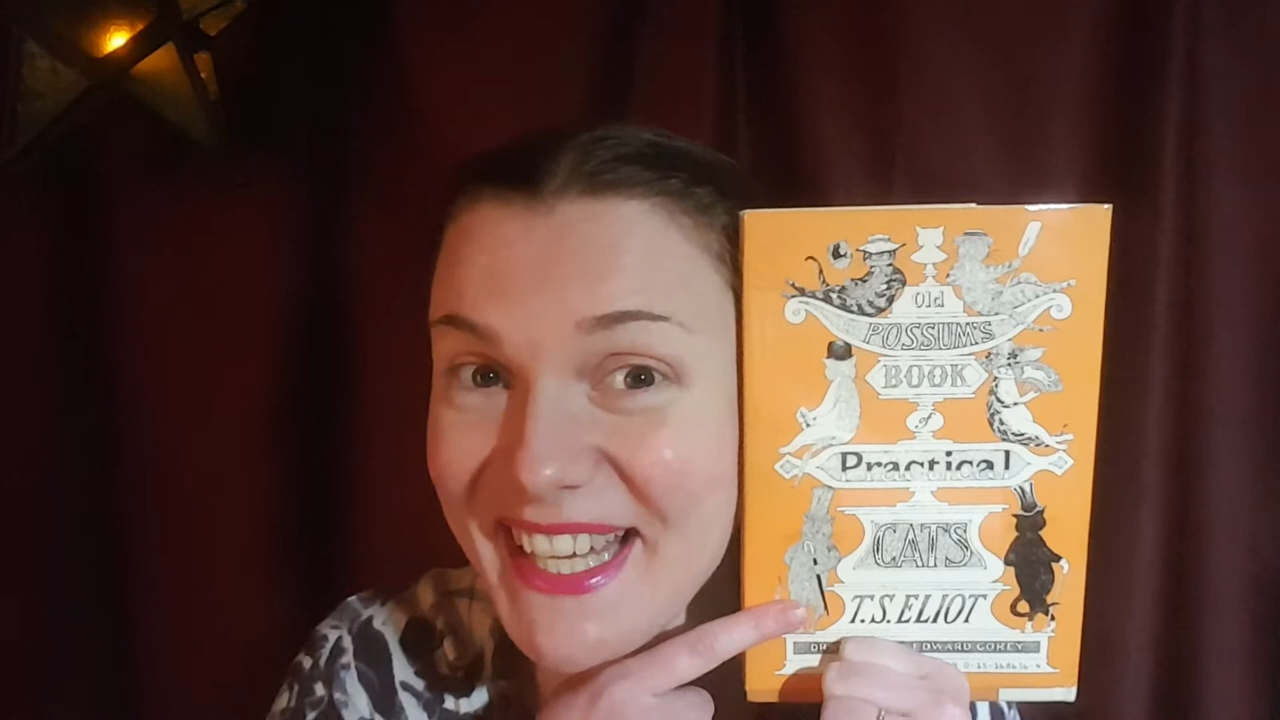 Old
POSSUM'S
BOOK
of
Practical
CATS
T.S. ELIOT
EDWARD GOREY